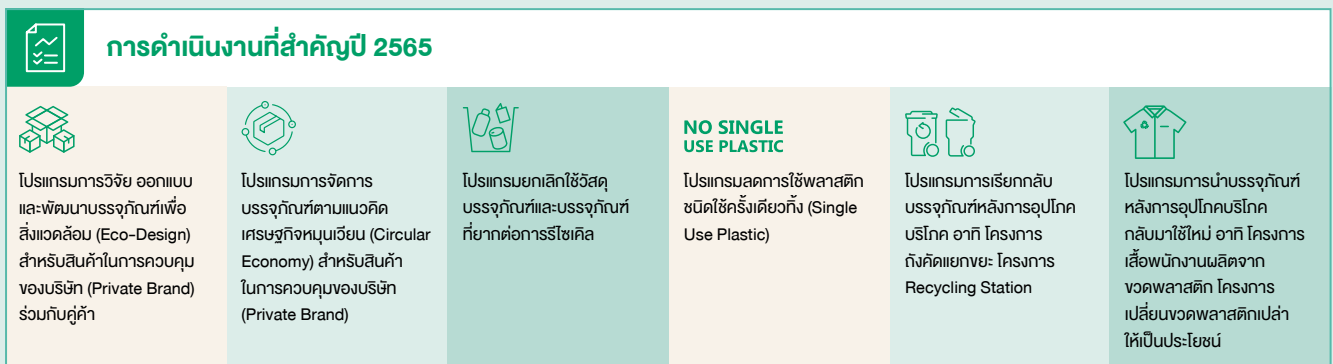 การดำเนินงานที่สำคัญปี 2565
โปรแกรมการวิจัย ออกแบบ
และพัฒนาบรรจุภัณฑ์เพื่อ
สิ่งแวดล้อม (Eco-Design)
สำหรับสินค้าในการควบคุม
ของบริษัท (Private Brand)
ร่วมกับคู่ค้า
โปรแกรมการจัดการ
บรรจุภัณฑ์ตามแนวคิด
เศรษฐกิจหมุนเวียน (Circular
Economy) สำหรับสินค้า
ในการควบคุมของบริษัท
(Private Brand)
โปรแกรมยกเลิกใช้วัสดุ
บรรจุภัณฑ์และบรรจุภัณฑ์
ที่ยากต่อการรีไซเคิล
NO SINGLE
USE PLASTIC
โปรแกรมลดการใช้พลาสติก
ชนิดใช้ครั้งเดียวทิ้ง (Single
Use Plastic)
โปรแกรมการเรียกกลับ
บรรจุภัณฑ์หลังการอุปโภค
บริโภค อาทิ โครงการ
ถังคัดแยกขยะ โครงการ
Recycling Station
โปรแกรมการนำบรรจุภัณฑ์
หลังการอุปโภคบริโภค
กลับมาใช้ใหม่ อาทิ โครงการ
เสื้อพนักงานผลิตจาก
ขวดพลาสติก โครงการ
เปลี่ยนขวดพลาสติกเปล่า
ให้เป็นประโยชน์